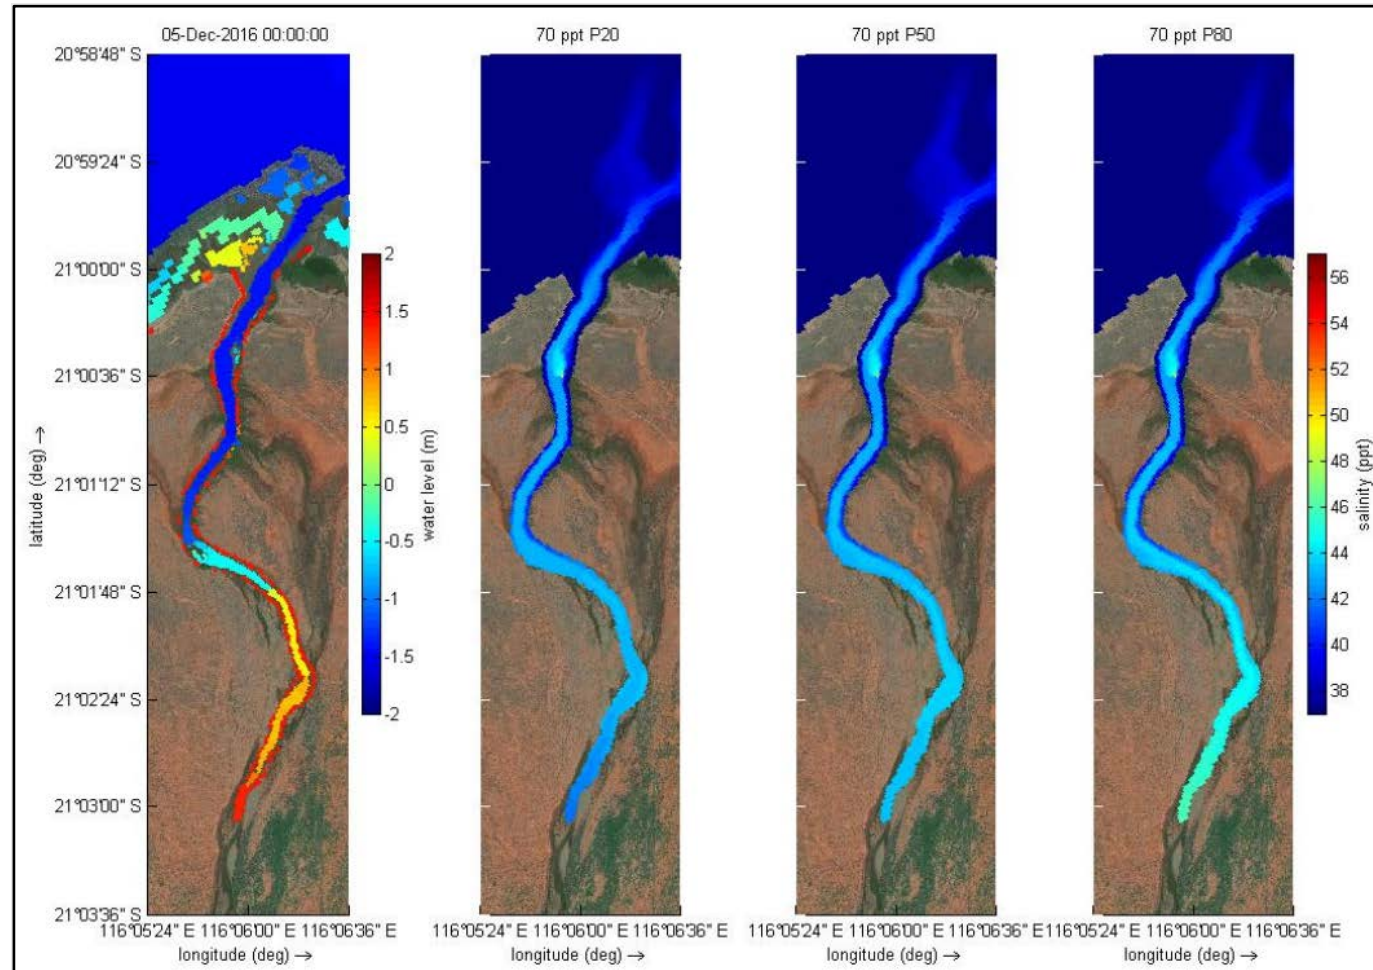 05-Dec-2016 00:00:00
70 ppt P20
70 ppt P50
70 ppt P80
20°58'48" S
20°59'24" S
21°00'00" S
21°00'36" S
21°01'12" S
21°01'48" S
21°02'24" S
21°03'00" S
21°03'36" S
latitude (deg) →
2
1.5
1
0.5
0
-0.5
-1
-1.5
-2
water level (m)
56
54
52
50
48
46
44
42
40
38
salinity (ppt)
116°05'24" E 116°06'00" E 116°06'36" E
116°05'24" E 116°06'00" E 116°06'36" E
116°05'24" E 116°06'00" E 116°06'36" E
116°05'24" E 116°06'00" E 116°06'36" E
longitude (deg) →
longitude (deg) →
longitude (deg) →
longitude (deg) →